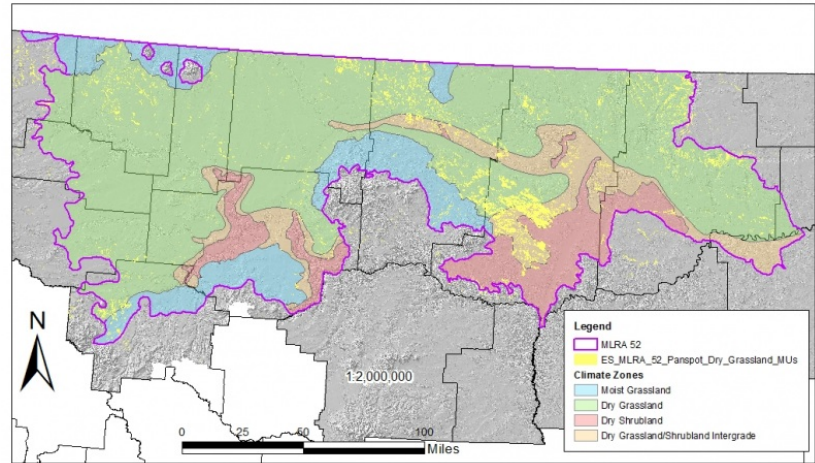 N
1:2,000,000
0 25 50 100
Miles
Legend
MLRA 52
ES_MLRA_52_Panspot_Dry_Grassland_MUs
Climate Zones
Moist Grassland
Dry Grassland
Dry Shrubland
Dry Grassland/Shrubland Intergrade